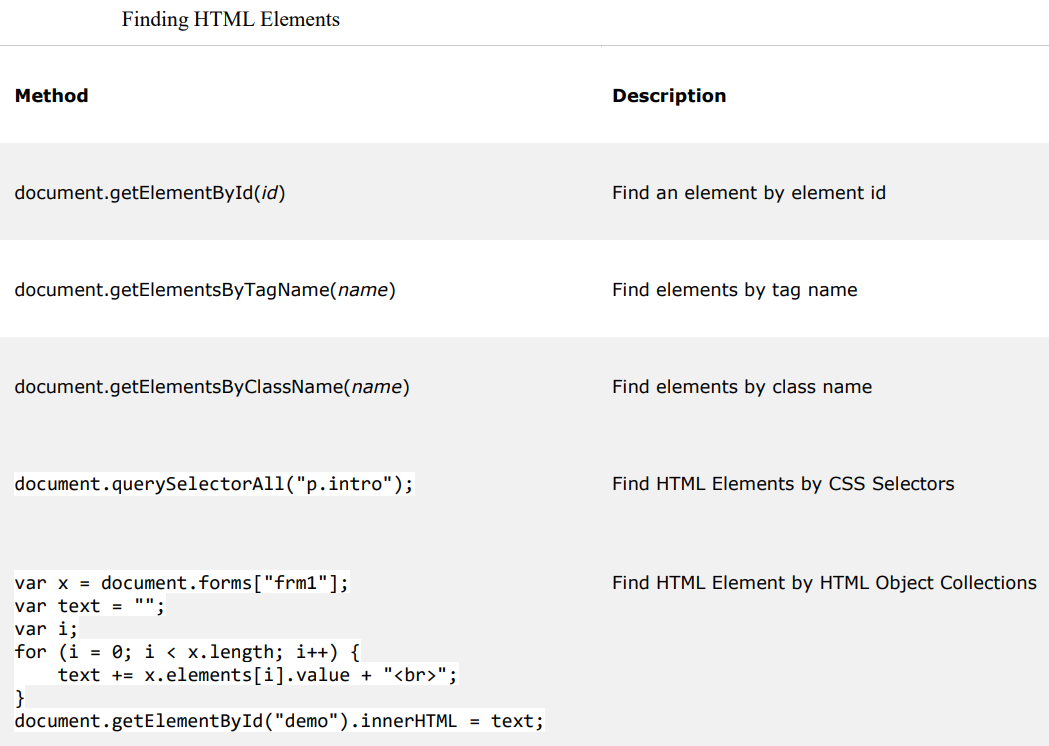 Finding HTML Elements
Method Description
document.getElementById(id) Find an element by element id
document.getElementsByTagName(name) Find elements by tag name
document.getElementsByClassName(name) Find elements by class name
document.querySelectorAll("p.intro"); Find HTML Elements by CSS Selectors
var x = document.forms["frm1"]; Find HTML Element by HTML Object Collections
var text = "";
var i;
for (i = 0; i < x.length; i++) {
    text += x.elements[i].value + "<br>";
}
document.getElementById("demo").innerHTML = text;